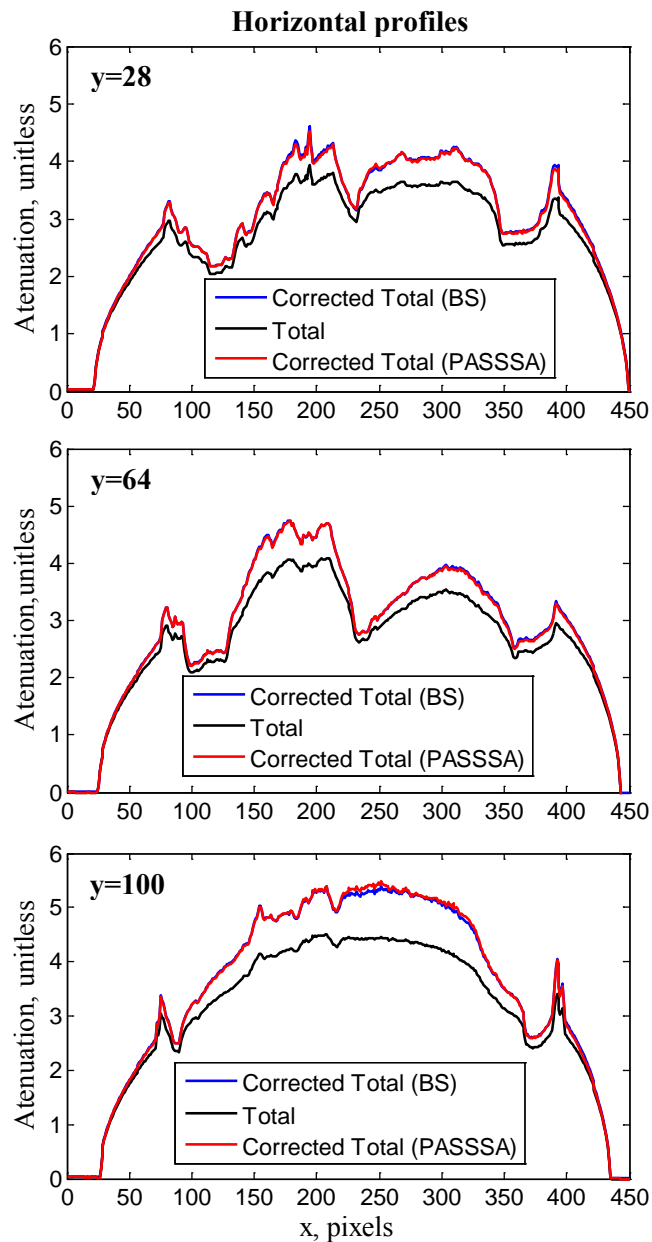 Horizontal profiles
y=28
Atenuation, unitless
6
5
4
3
2
1
0
Corrected Total (BS)
Total
Corrected Total (PASSSA)
0 50 100 150 200 250 300 350 400 450
y=64
Atenuation,unitless
6
5
4
3
2
1
0
Corrected Total (BS)
Total
Corrected Total (PASSSA)
0 50 100 150 200 250 300 350 400 450
y=100
Atenuation, unitless
6
5
4
3
2
1
0
Corrected Total (BS)
Total
Corrected Total (PASSSA)
0 50 100 150 200 250 300 350 400 450
x, pixels